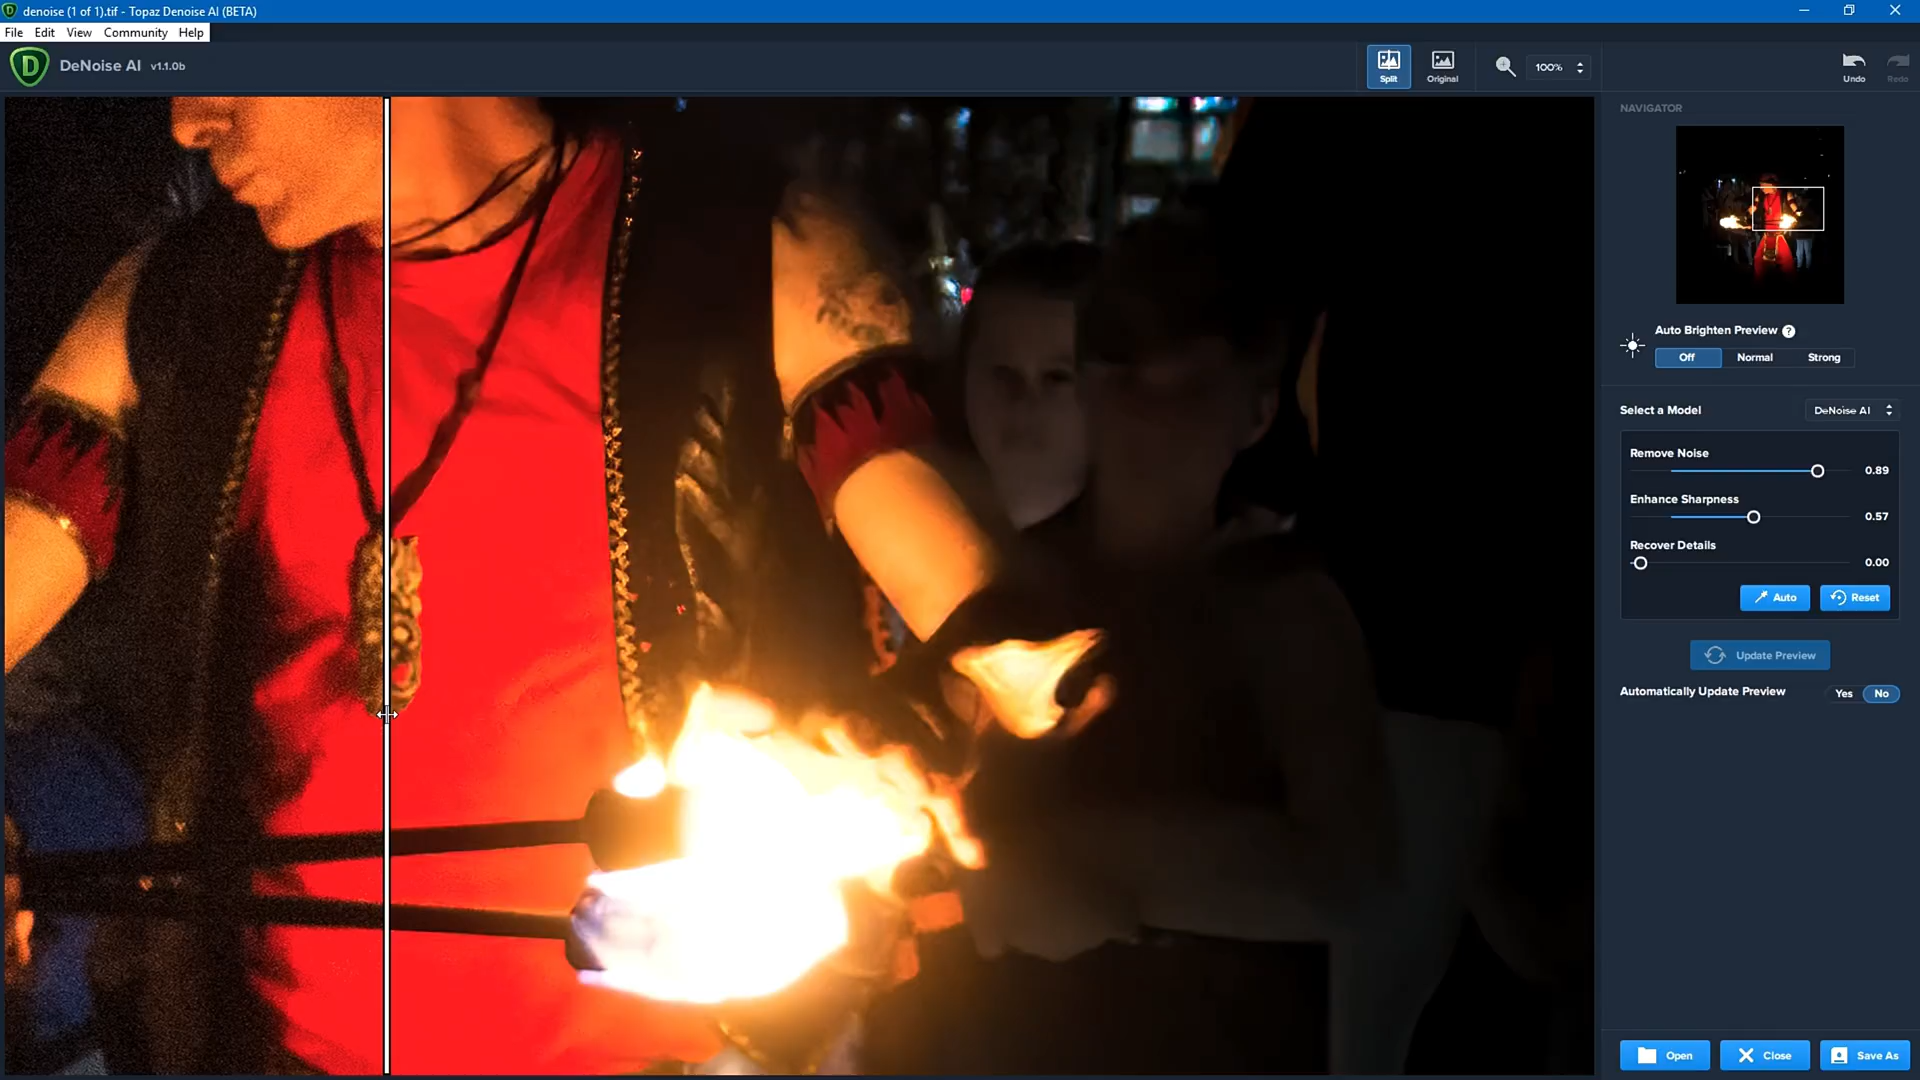 denoise (1 of 1).tif - Topaz Denoise AI (BETA)
File Edit View Community Help
DeNoise AI v1.1.0b
Split Original 100% Undo Redo
NAVIGATOR
Auto Brighten Preview ?
Off Normal Strong
Select a Model DeNoise AI
Remove Noise
0.89
Enhance Sharpness
0.57
Recover Details
0.00
Auto Reset
Update Preview
Automatically Update Preview Yes No
Open Close Save As